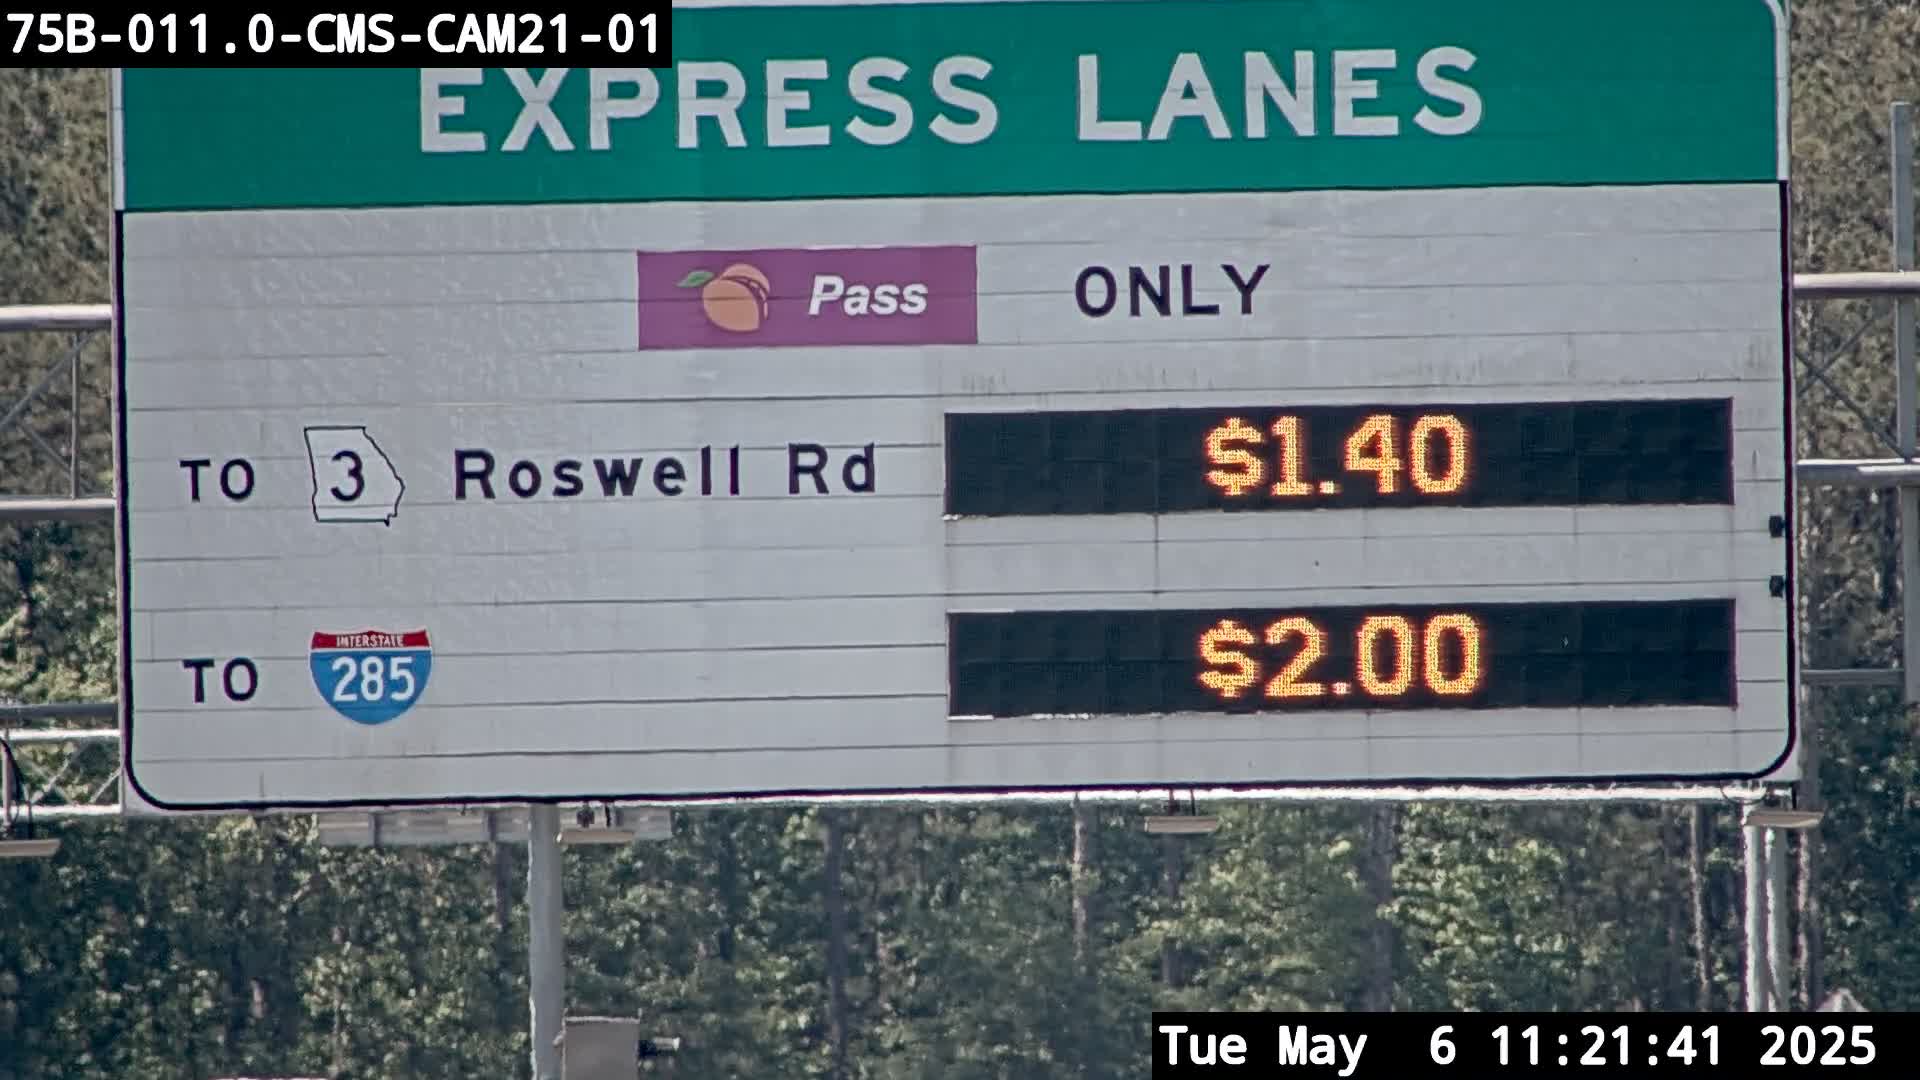 75B-011.0-CMS-CAM21-01
EXPRESS LANES
Pass ONLY
TO 3 Roswell Rd $1.40
INTERSTATE
TO 285 $2.00
Tue May 6 11:21:41 2025